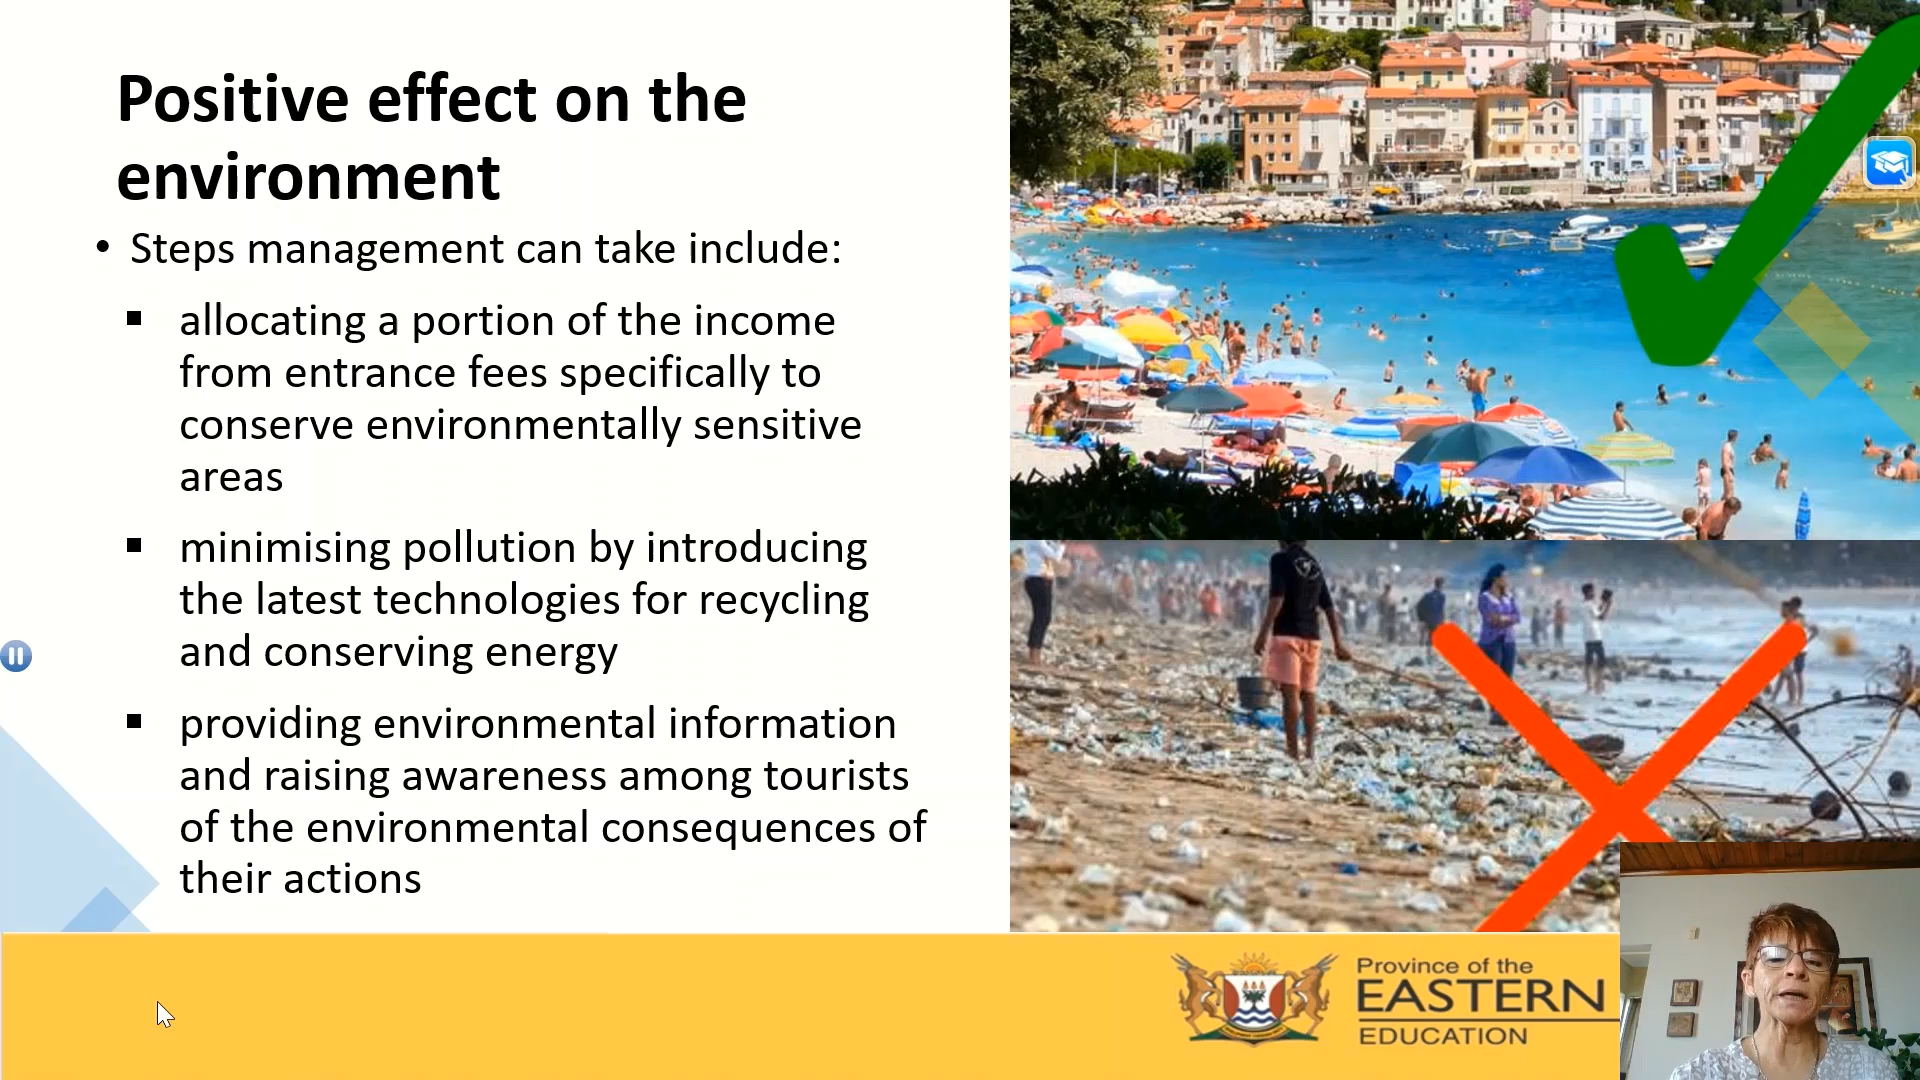 Positive effect on the
environment
• Steps management can take include:
▪ allocating a portion of the income
from entrance fees specifically to
conserve environmentally sensitive
areas
▪ minimising pollution by introducing
the latest technologies for recycling
and conserving energy
▪ providing environmental information
and raising awareness among tourists
of the environmental consequences of
their actions
Province of the
EASTERN
EDUCATION